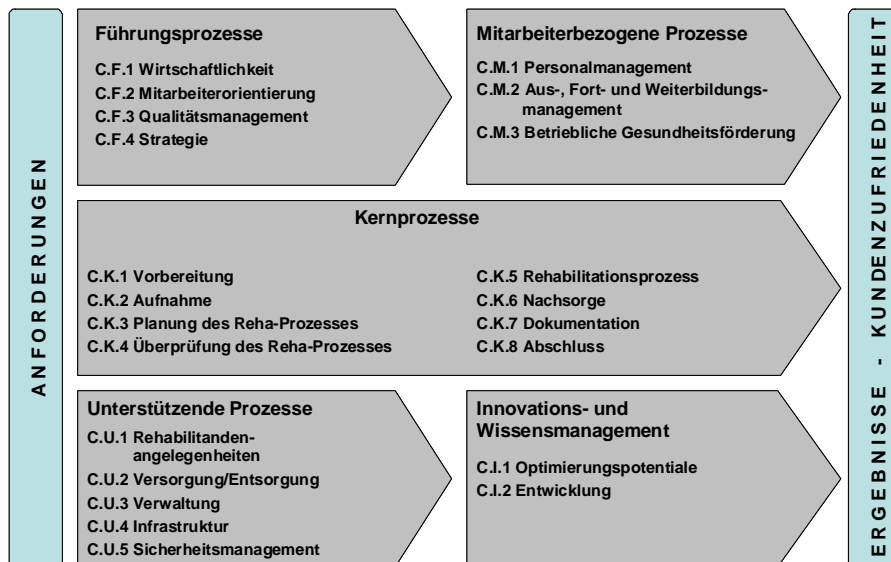 ANFORDERUNGEN
Führungsprozesse
C.F.1 Wirtschaftlichkeit
C.F.2 Mitarbeiterorientierung
C.F.3 Qualitätsmanagement
C.F.4 Strategie
Mitarbeiterbezogene Prozesse
C.M.1 Personalmanagement
C.M.2 Aus-, Fort- und Weiterbildungs-
management
C.M.3 Betriebliche Gesundheitsförderung
Kernprozesse
C.K.1 Vorbereitung
C.K.2 Aufnahme
C.K.3 Planung des Reha-Prozesses
C.K.4 Überprüfung des Reha-Prozesses
C.K.5 Rehabilitationsprozess
C.K.6 Nachsorge
C.K.7 Dokumentation
C.K.8 Abschluss
Unterstützende Prozesse
C.U.1 Rehabilitanden-
angelegenheiten
C.U.2 Versorgung/Entsorgung
C.U.3 Verwaltung
C.U.4 Infrastruktur
C.U.5 Sicherheitsmanagement
Innovations- und
Wissensmanagement
C.I.1 Optimierungspotentiale
C.I.2 Entwicklung
ERGEBNISSE - KUNDENZUFRIEDENHEIT